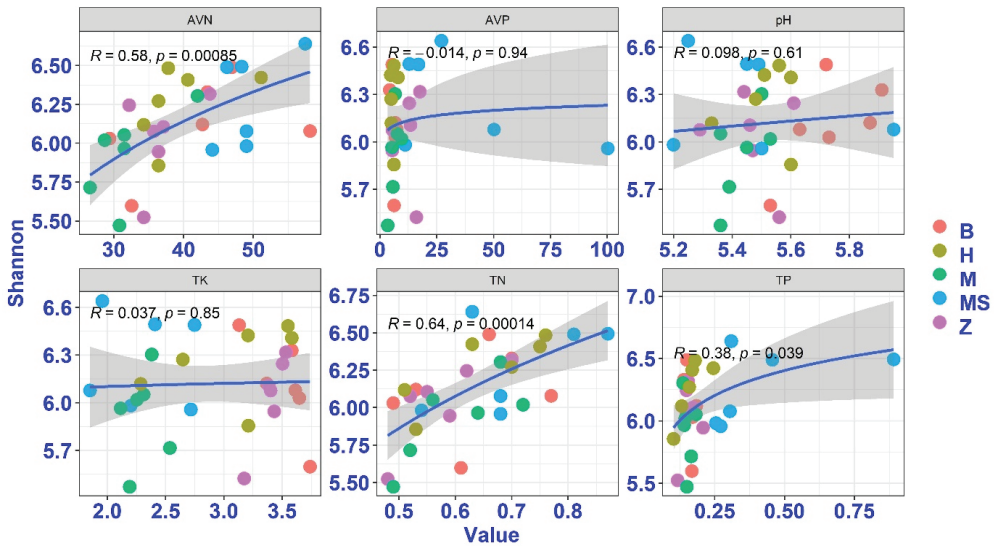 AVN
AVP
pH
R = 0.58, p = 0.00085
R = −0.014, p = 0.94
R = 0.098, p = 0.61
6.50
6.25
6.00
5.75
5.50
6.6
6.3
6.0
5.7
6.6
6.3
6.0
5.7
30
40
50
0
25
50
75
100
5.2
5.4
5.6
5.8
Shannon
TK
TN
TP
R = 0.037, p = 0.85
R = 0.64, p = 0.00014
R = 0.38, p = 0.039
6.6
6.3
6.0
5.7
6.75
6.50
6.25
6.00
5.75
5.50
7.0
6.5
6.0
5.5
2.0
2.5
3.0
3.5
0.5
0.6
0.7
0.8
0.25
0.50
0.75
Value
B
H
M
MS
Z